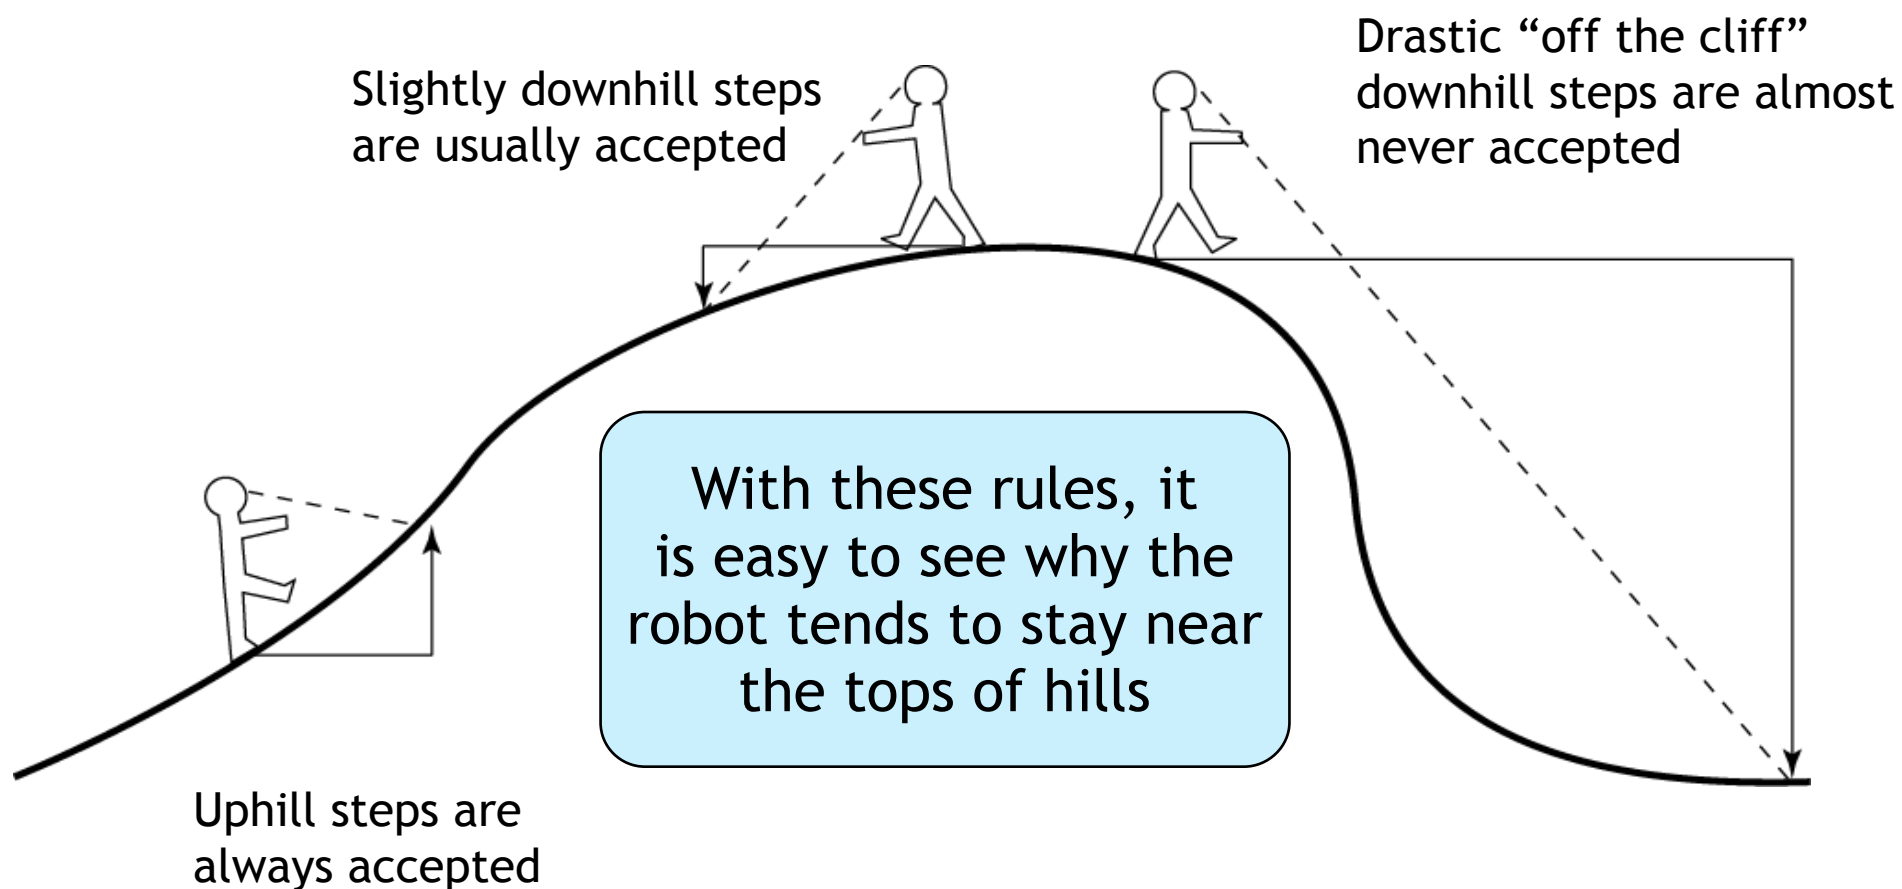 Slightly downhill steps
are usually accepted
Drastic “off the cliff”
downhill steps are almost
never accepted
With these rules, it
is easy to see why the
robot tends to stay near
the tops of hills
Uphill steps are
always accepted